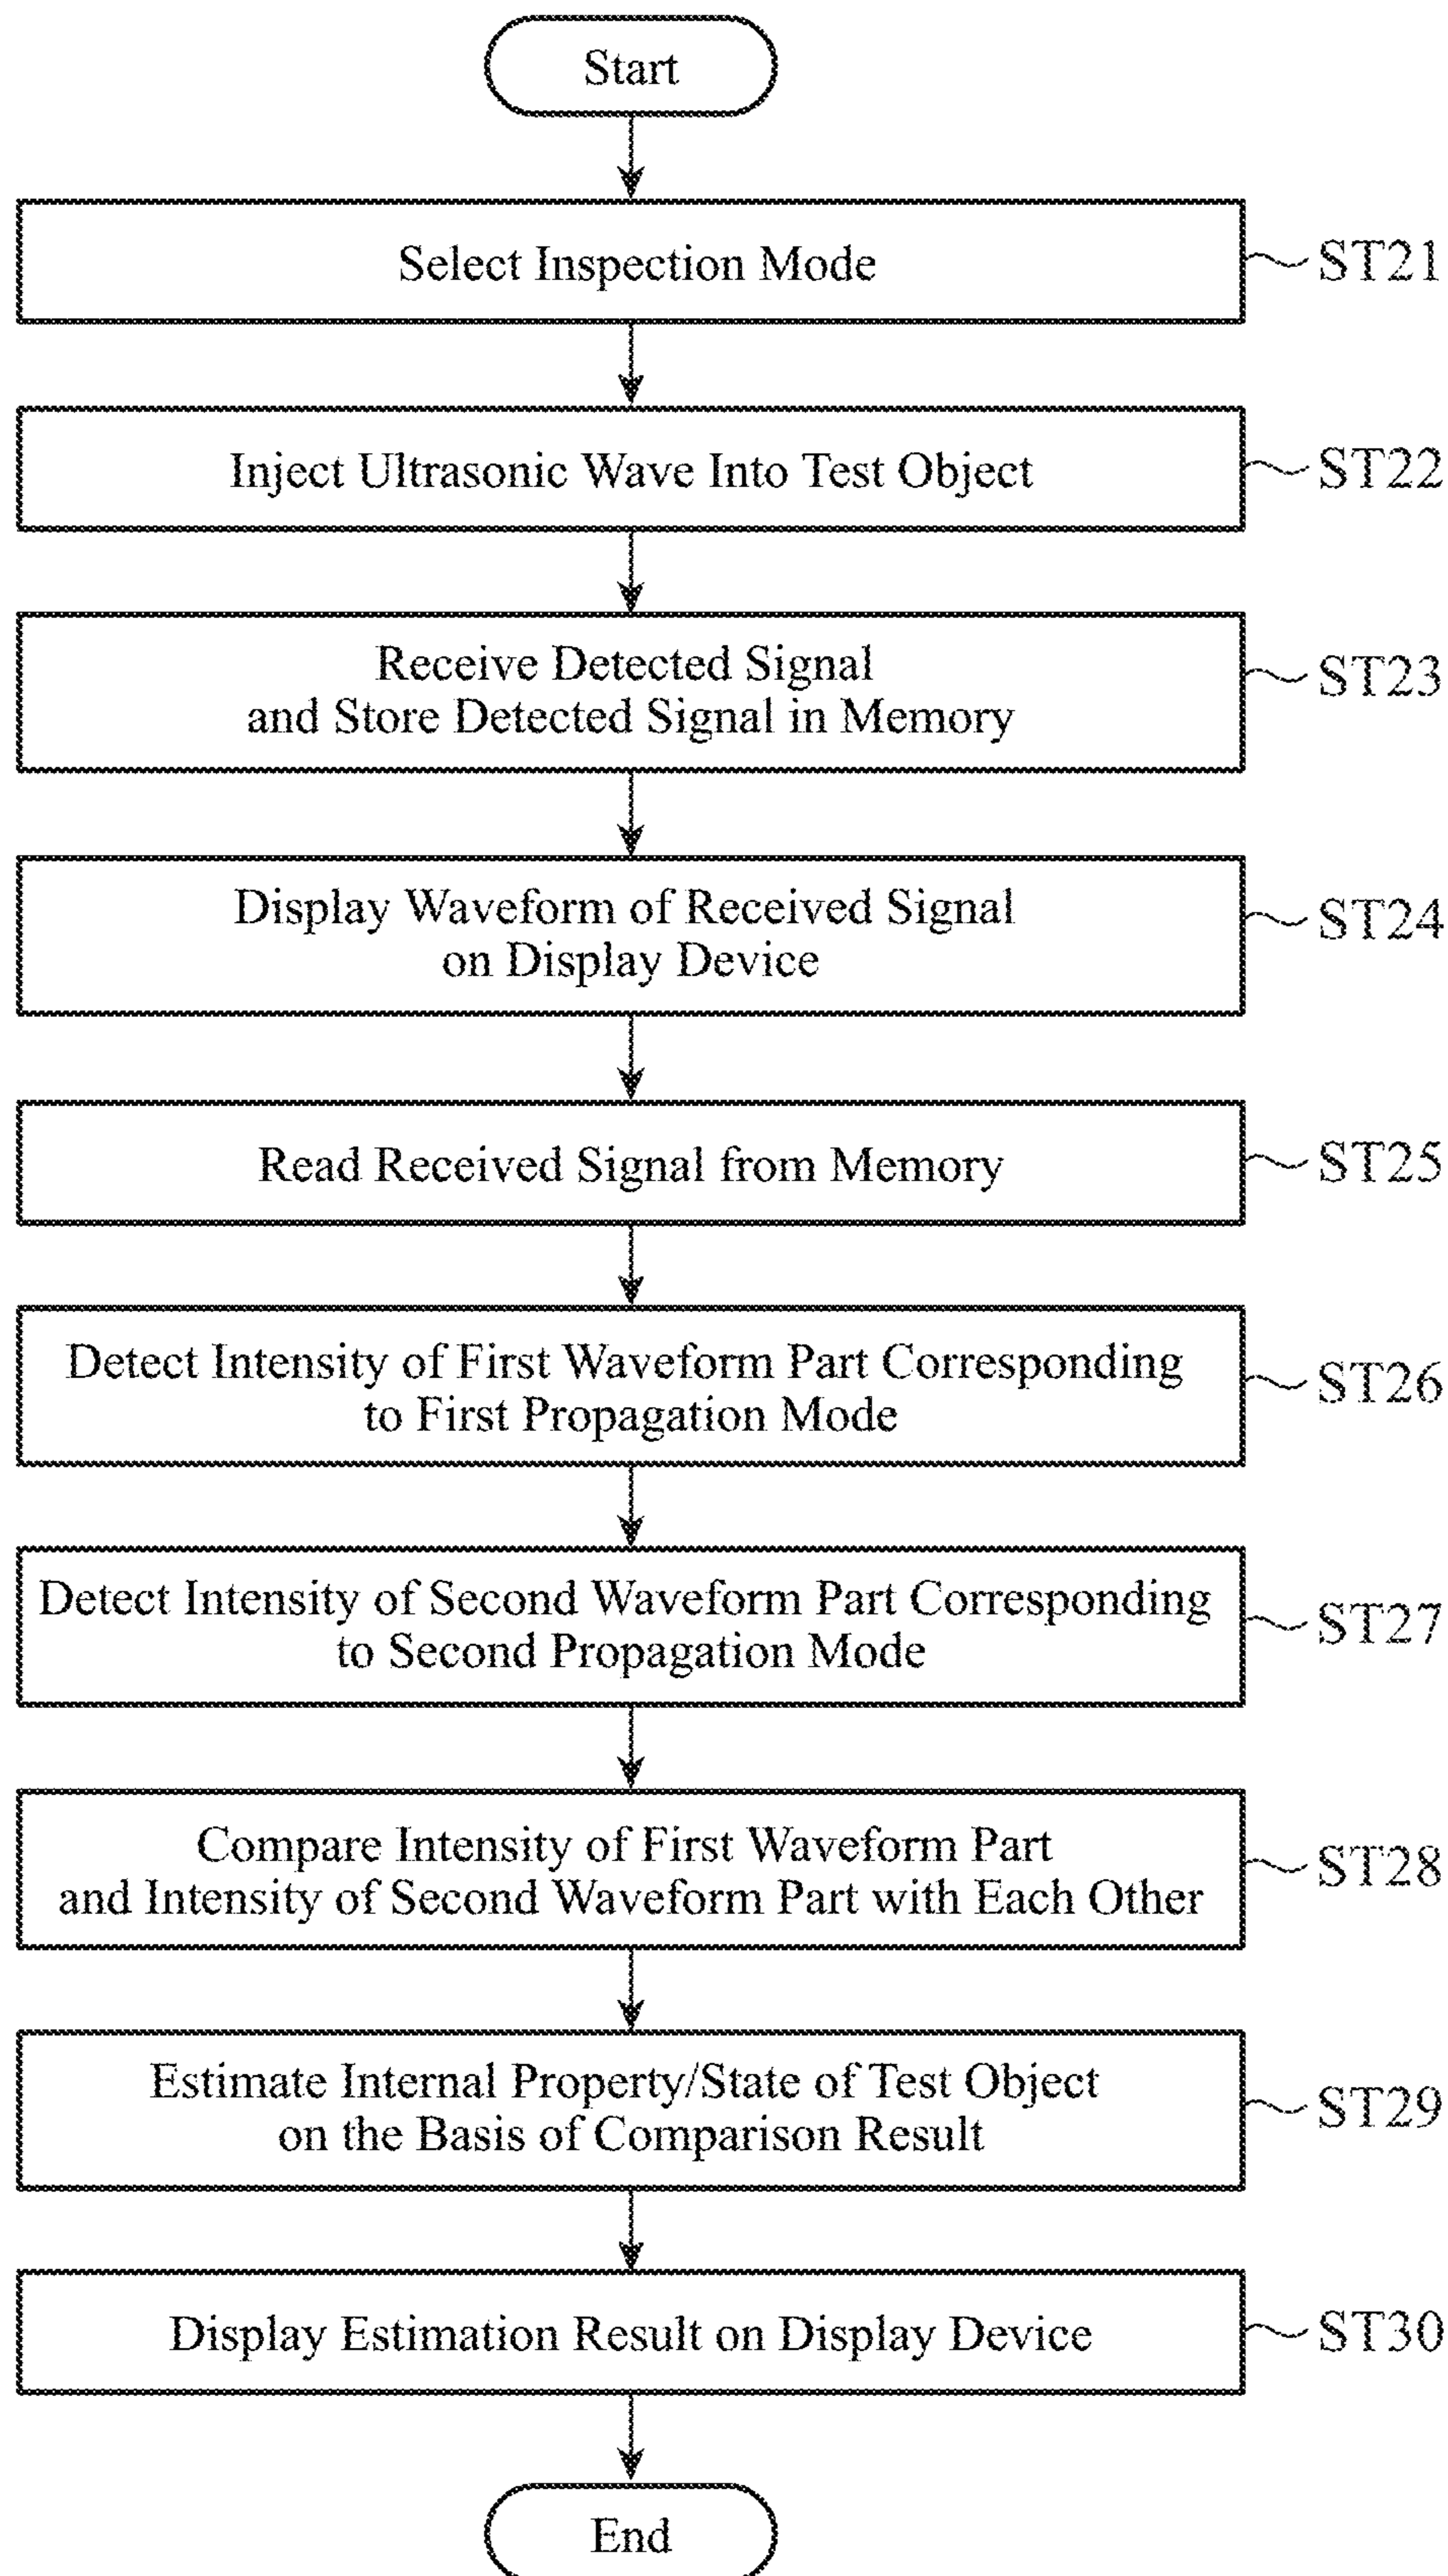 Start
Select Inspection Mode
ST21
Inject Ultrasonic Wave Into Test Object
ST22
Receive Detected Signal
and Store Detected Signal in Memory
ST23
Display Waveform of Received Signal
on Display Device
ST24
Read Received Signal from Memory
ST25
Detect Intensity of First Waveform Part Corresponding
to First Propagation Mode
ST26
Detect Intensity of Second Waveform Part Corresponding
to Second Propagation Mode
ST27
Compare Intensity of First Waveform Part
and Intensity of Second Waveform Part with Each Other
ST28
Estimate Internal Property/State of Test Object
on the Basis of Comparison Result
ST29
Display Estimation Result on Display Device
ST30
End